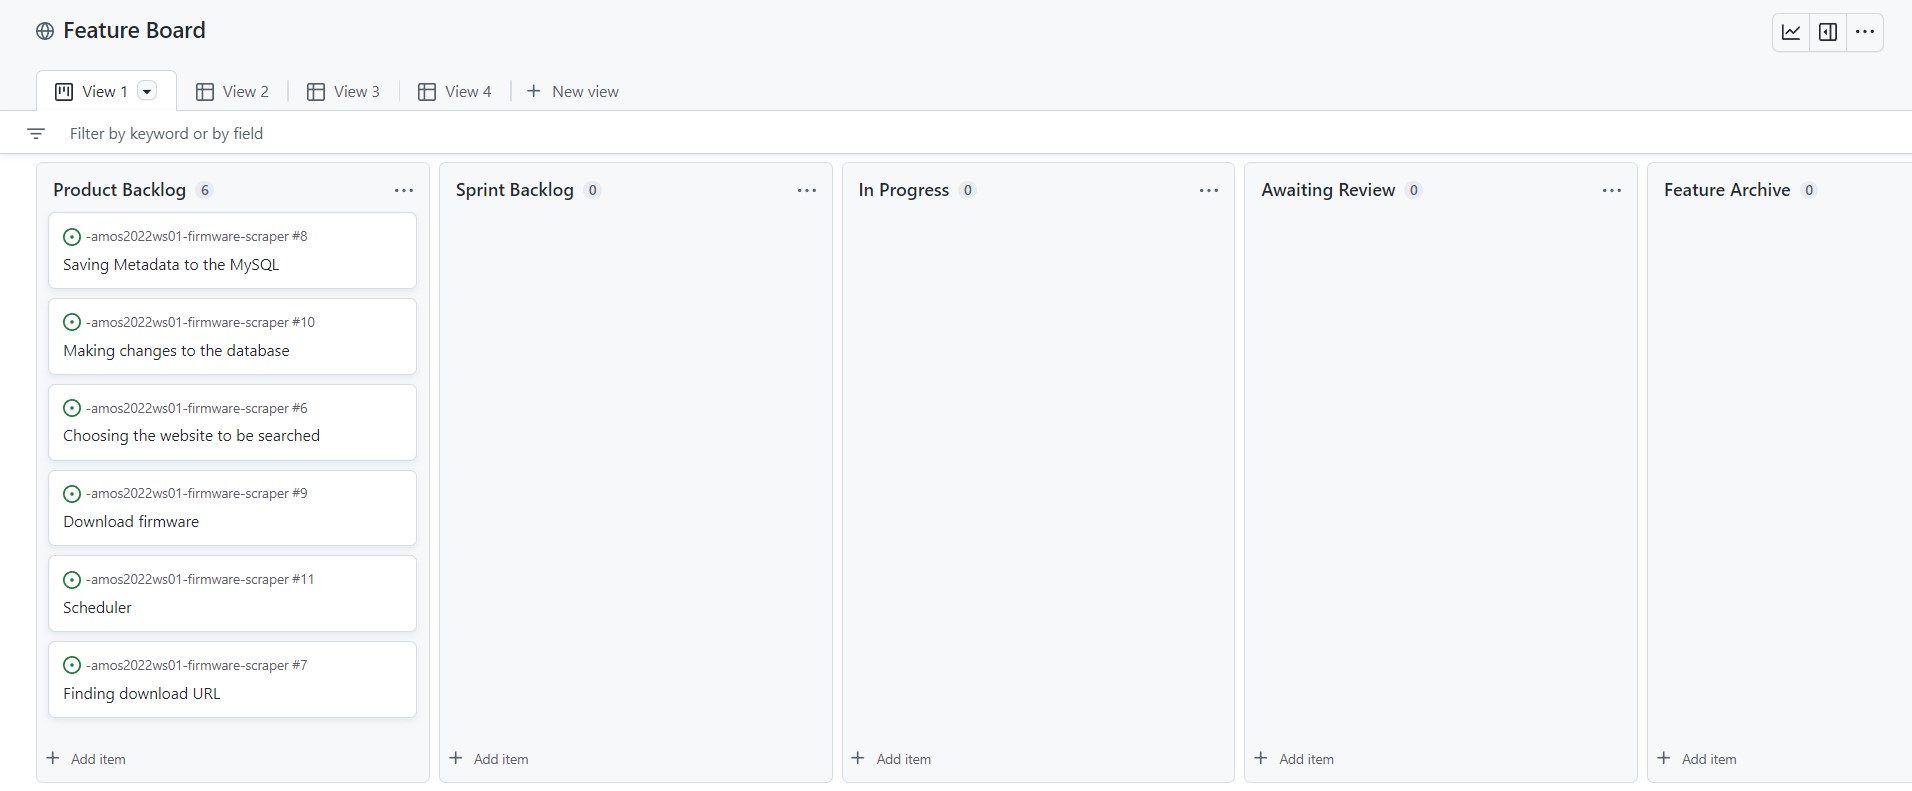 Feature Board
View 1
View 2
View 3
View 4
New view
Filter by keyword or by field
Product Backlog 6
-amos2022ws01-firmware-scraper #8
Saving Metadata to the MySQL
-amos2022ws01-firmware-scraper #10
Making changes to the database
-amos2022ws01-firmware-scraper #6
Choosing the website to be searched
-amos2022ws01-firmware-scraper #9
Download firmware
-amos2022ws01-firmware-scraper #11
Scheduler
-amos2022ws01-firmware-scraper #7
Finding download URL
Add item
Sprint Backlog 0
Add item
In Progress 0
Add item
Awaiting Review 0
Add item
Feature Archive 0
Add item